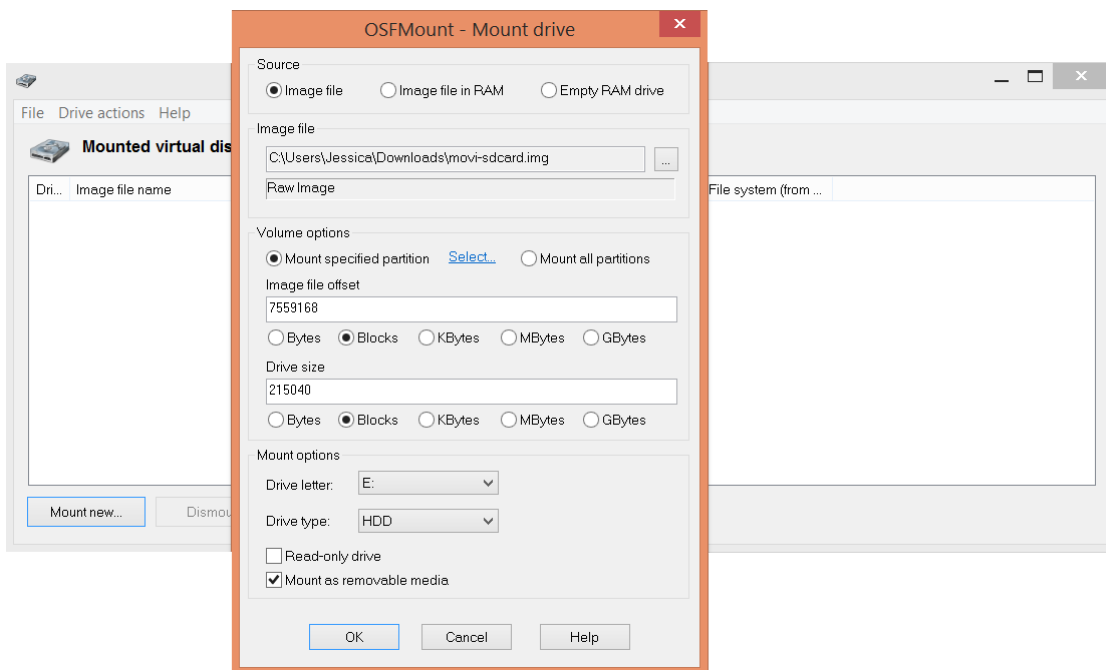 OSFMount - Mount drive
x
Source
Image file Image file in RAM Empty RAM drive
File Drive actions Help
Image file
Mounted virtual dis
C:\Users\Jessica\Downloads\movi-sdcard.img ...
Dri... Image file name Raw Image File system (from ...
Volume options
Mount specified partition Select... Mount all partitions
Image file offset
7559168
Bytes Blocks KBytes MBytes GBytes
Drive size
215040
Bytes Blocks KBytes MBytes GBytes
Mount options
Drive letter: E:
Mount new... Dismou Drive type: HDD
Read-only drive
Mount as removable media
OK Cancel Help